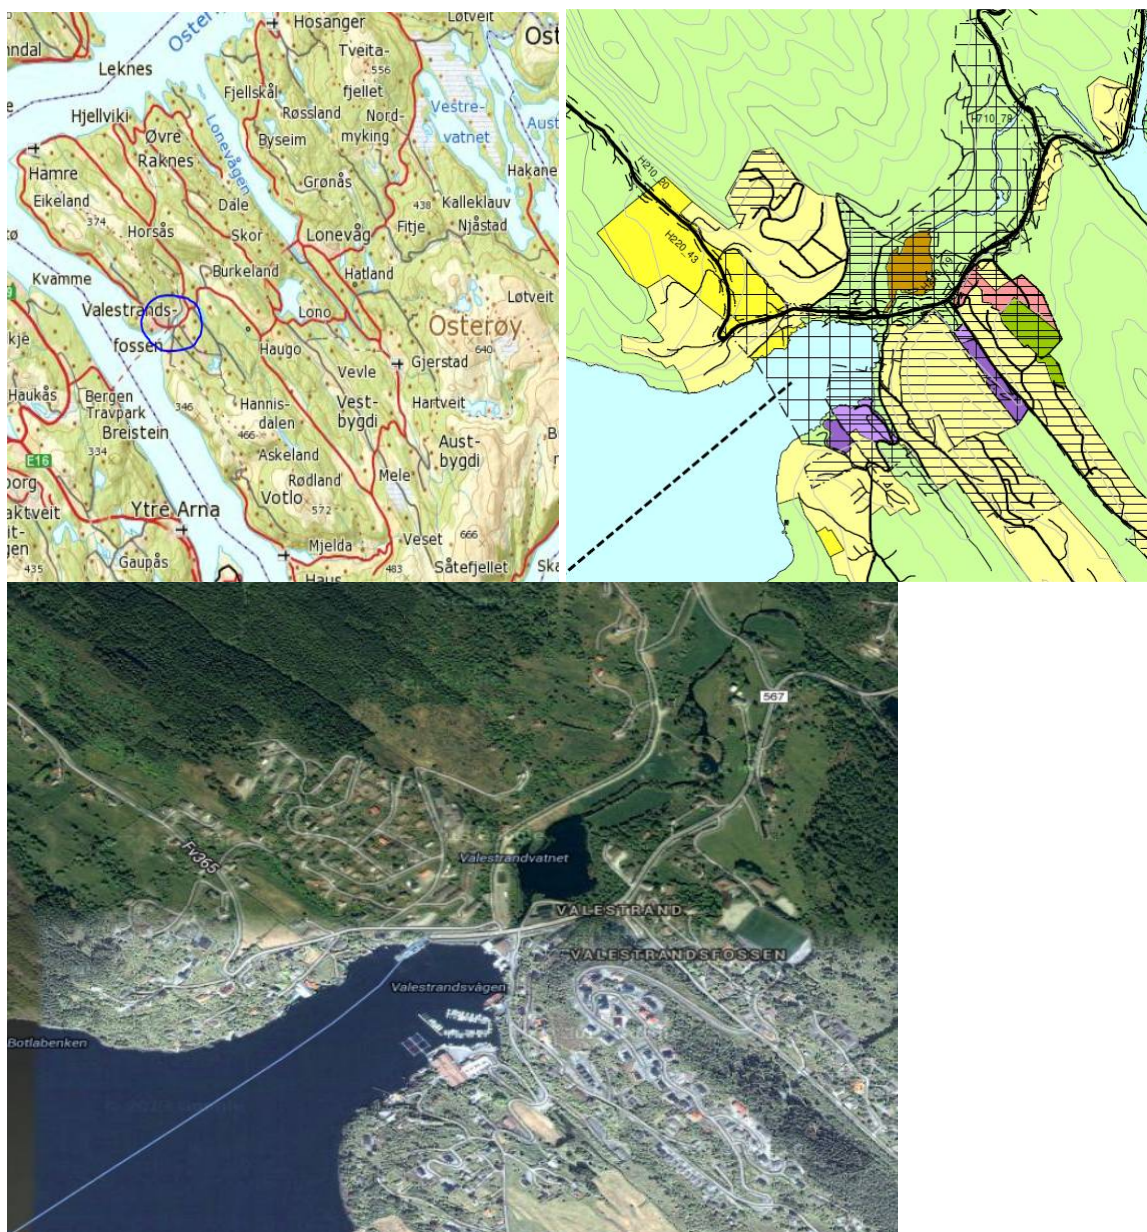 Hosanger
Løtveit
Ost
Oste
ndal
Leknes
Tveita-
556
fjellet
Fjellskål
Røssland
Nord-
myking
Byseim
Vestre-
vatnet
Aust
Hjellviki
Lonevågen
Øvre
Raknes
Hamre
Grønås
Hakane
Eikeland
Dale
438
Kalleklauv
Fitje
Njåstad
374
Horsås
Skor
Lonevåg
Kvamme
Burkeland
Hatland
Løtveit
Valestrands-
fossen
Lono
Osterøy
640
Haugo
Gjerstad
Haukås
Bergen
Travpark
Breistein
346
Vevle
Vest-
bygdi
Hartveit
Hannis-
dalen
466
Askeland
Aust-
bygdi
334
E16
Rødland
Mele
Votlo
572
Ytre Arna
Veset
666
Gaupås
Mjelda
Såtefjellet
435
Haus
483
Ska
H710_79
H210_20
H220_43
?
567
Fv365
Valestrandvatnet
VALESTRAND
VALESTRANDSFOSSEN
Valestrandsvågen
Botlabenken